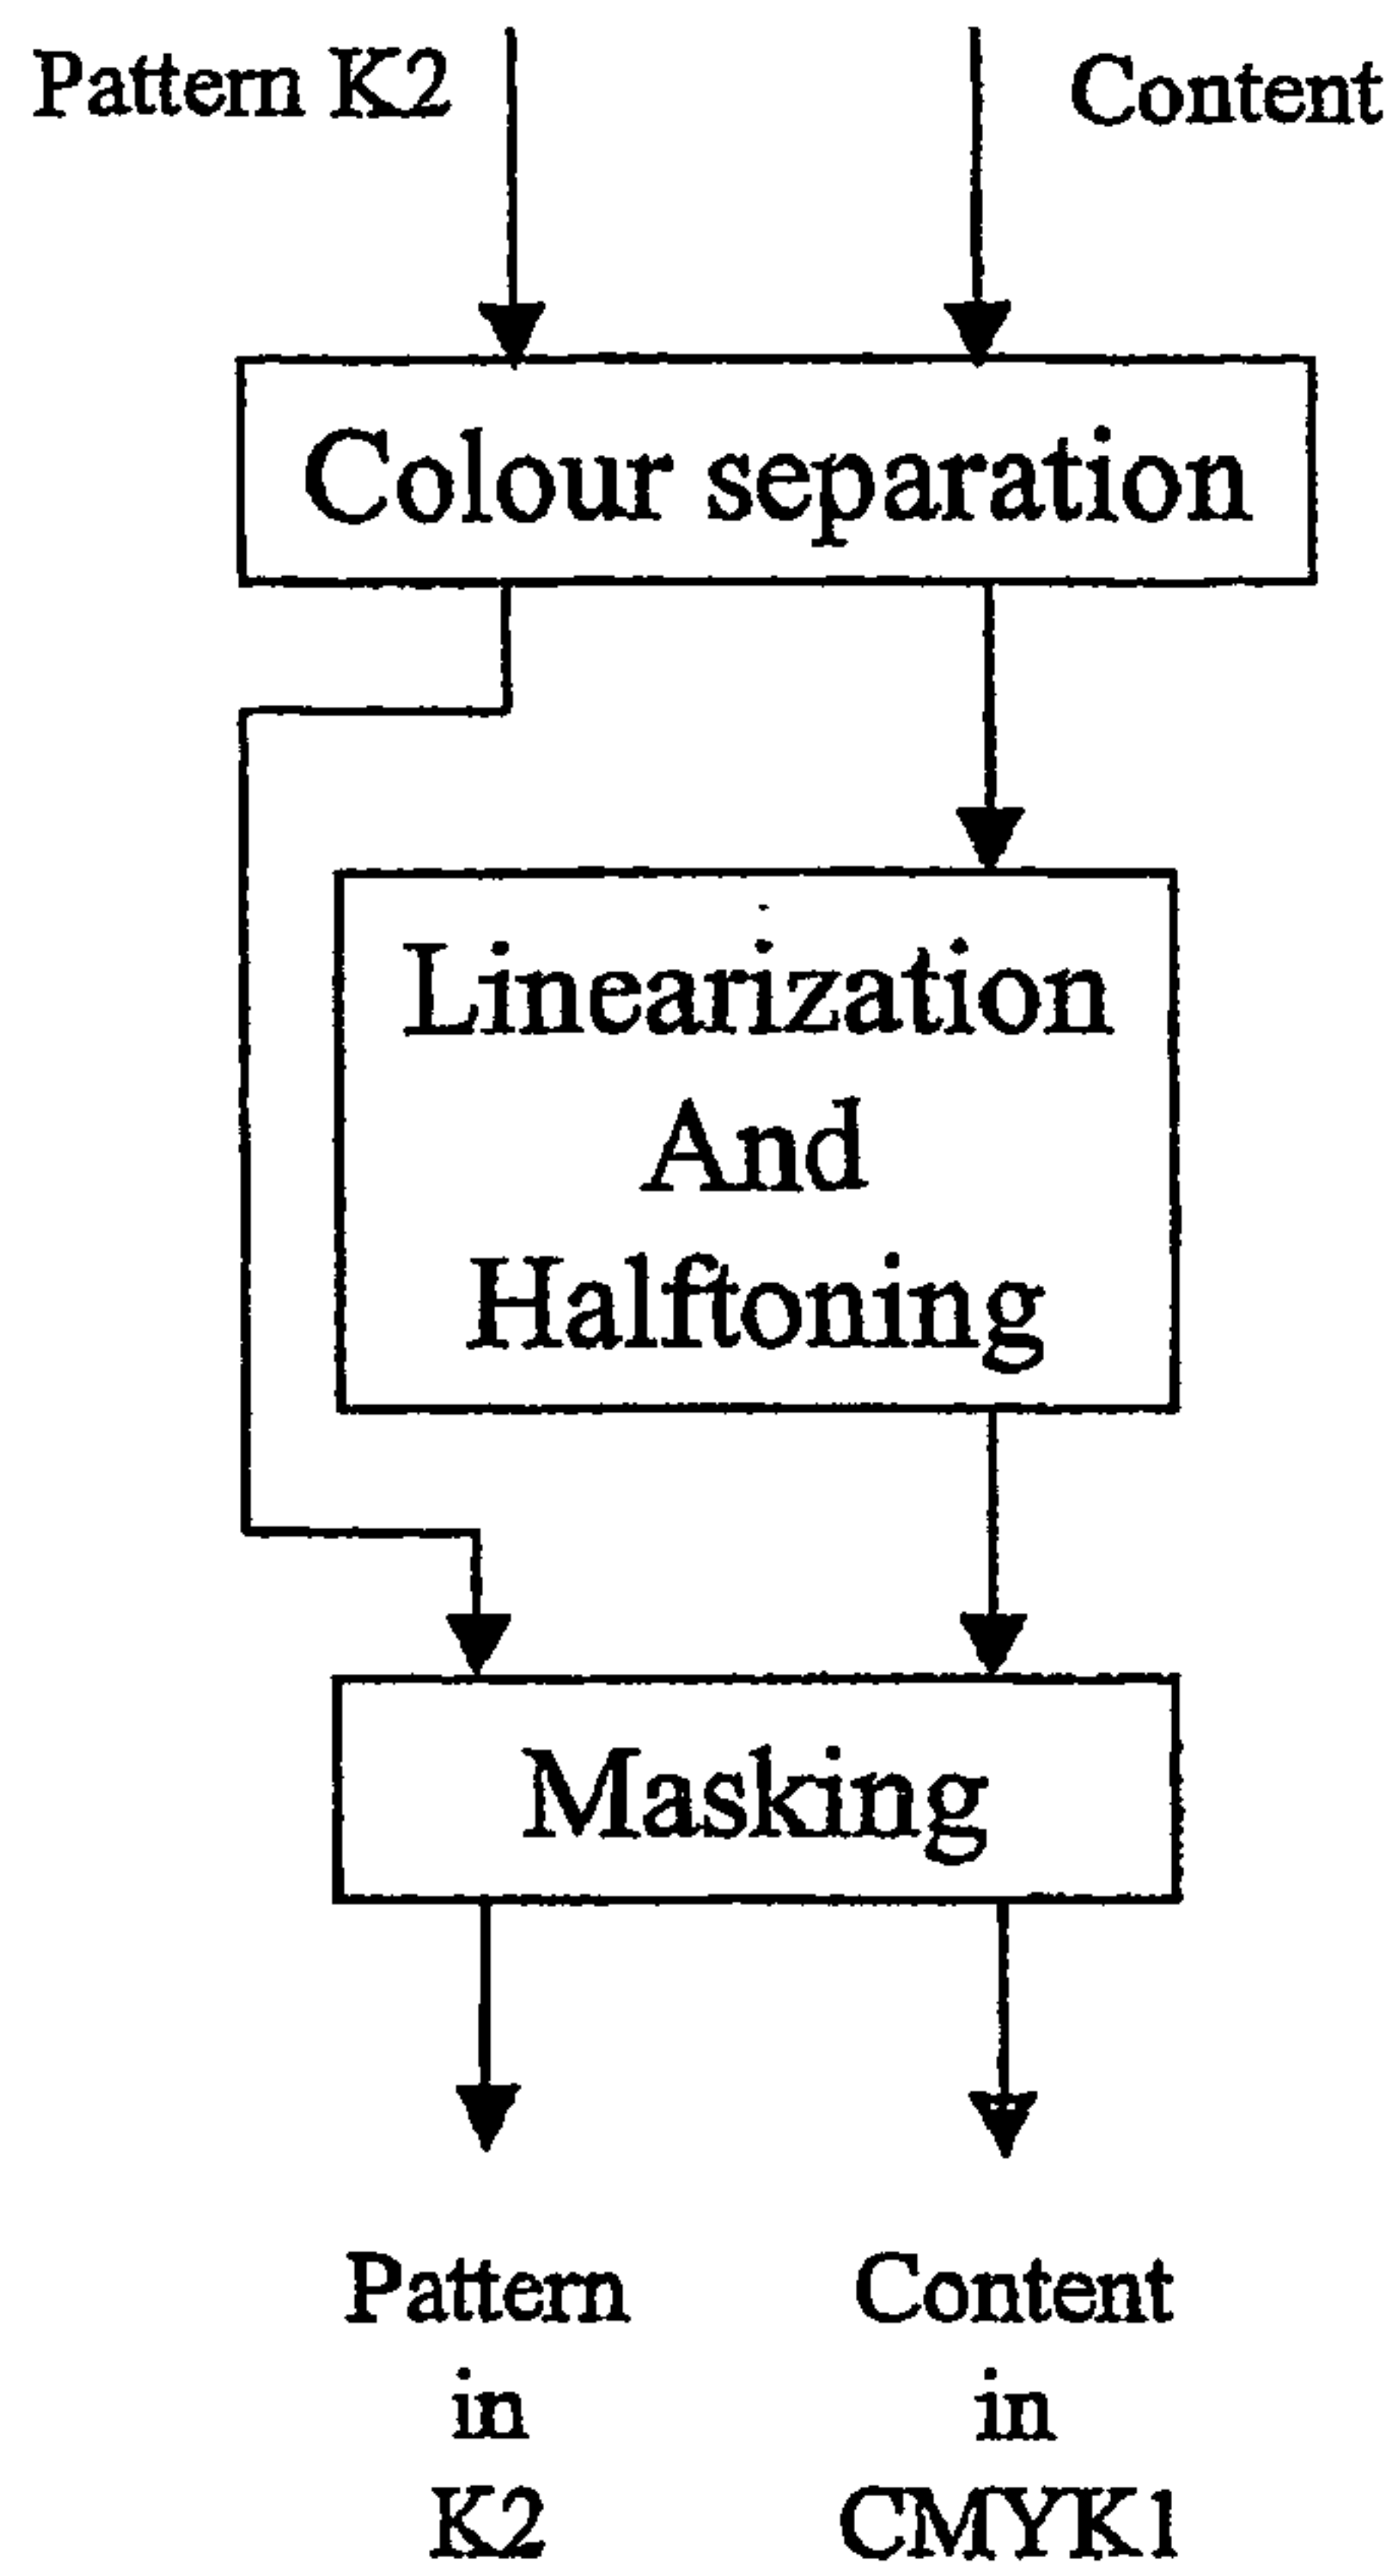 Pattern K2
Content
Colour separation
Linearization
And
Halftoning
Masking
Pattern
in
K2
Content
in
CMYK1